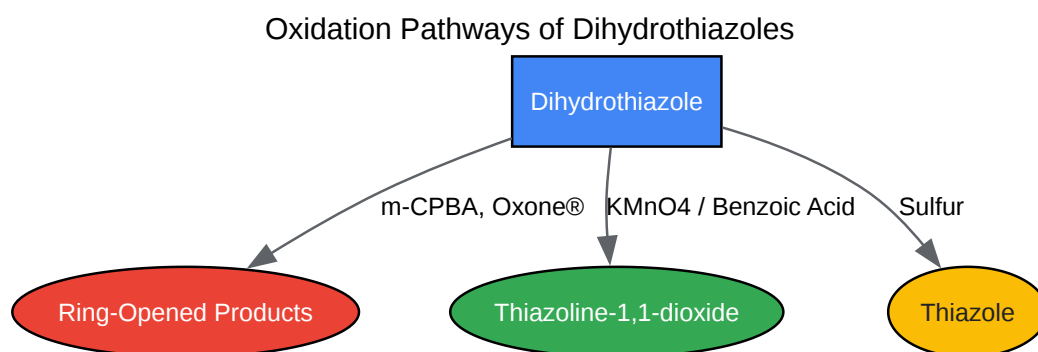 Oxidation Pathways of Dihydrothiazoles
Dihydrothiazole
m-CPBA, Oxone®
KMnO4 / Benzoic Acid
Sulfur
Ring-Opened Products
Thiazoline-1,1-dioxide
Thiazole